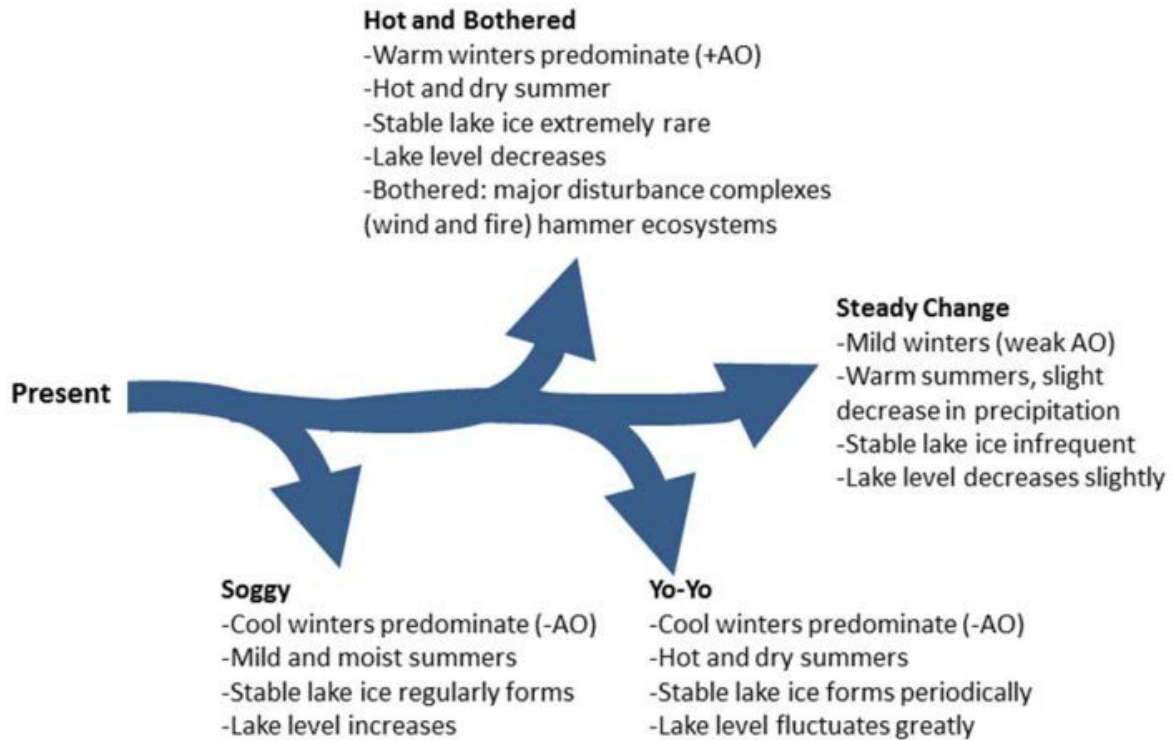 Hot and Bothered
-Warm winters predominate (+AO)
-Hot and dry summer
-Stable lake ice extremely rare
-Lake level decreases
-Bothered: major disturbance complexes
(wind and fire) hammer ecosystems
Steady Change
-Mild winters (weak AO)
-Warm summers, slight
decrease in precipitation
-Stable lake ice infrequent
-Lake level decreases slightly
Present
Soggy
-Cool winters predominate (-AO)
-Mild and moist summers
-Stable lake ice regularly forms
-Lake level increases
Yo-Yo
-Cool winters predominate (-AO)
-Hot and dry summers
-Stable lake ice forms periodically
-Lake level fluctuates greatly